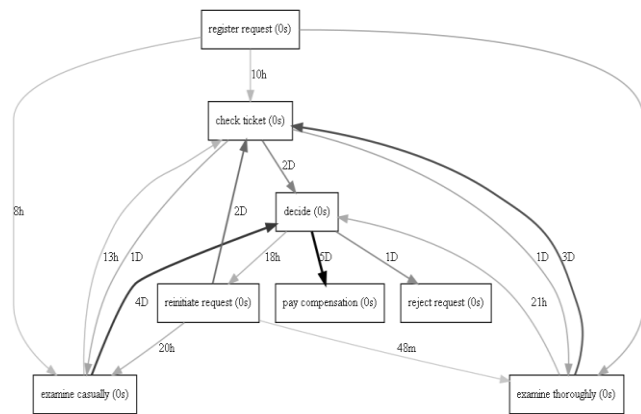 register request (0s)
10h
check ticket (0s)
2D
8h
decide (0s)
13h
1D
2D
1D
3D
4D
18h
5D
1D
21h
reinitiate request (0s)
pay compensation (0s)
reject request (0s)
20h
48m
examine casually (0s)
examine thoroughly (0s)